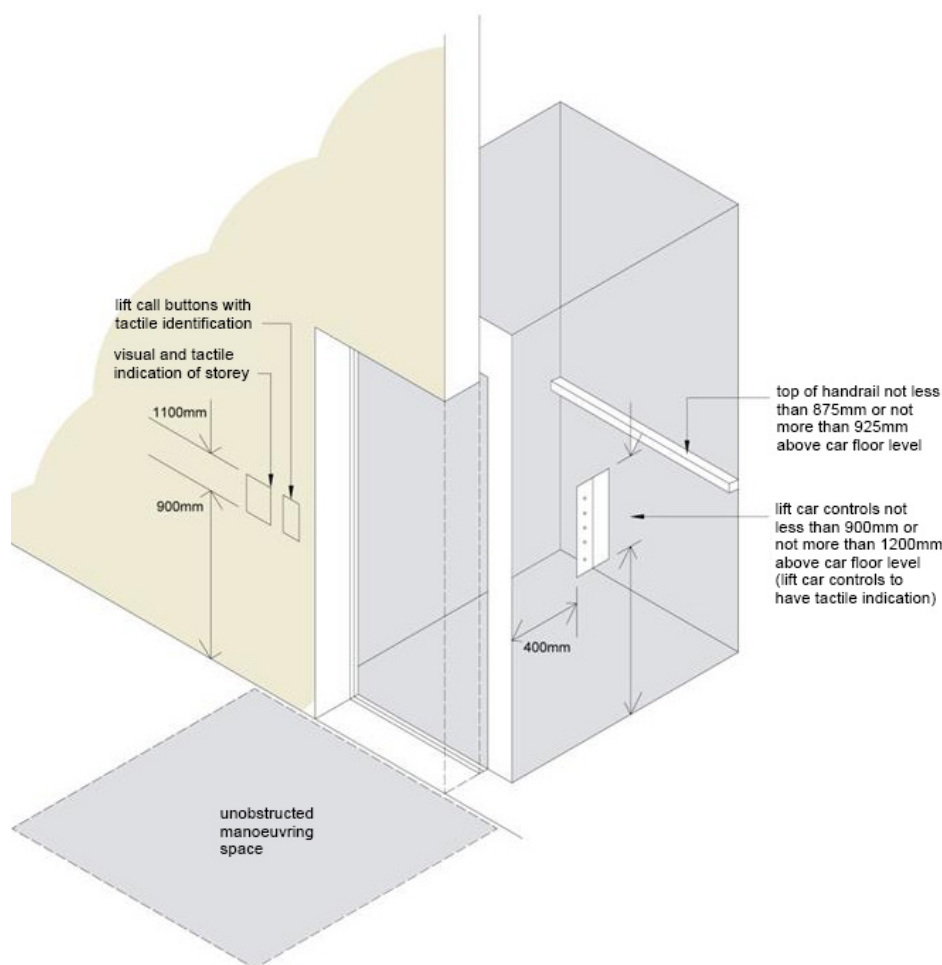 lift call buttons with
tactile identification
visual and tactile
indication of storey
1100mm
900mm
top of handrail not less
than 875mm or not
more than 925mm
above car floor level
lift car controls not
less than 900mm or
not more than 1200mm
above car floor level
(lift car controls to
have tactile indication)
400mm
unobstructed
manoeuvring
space